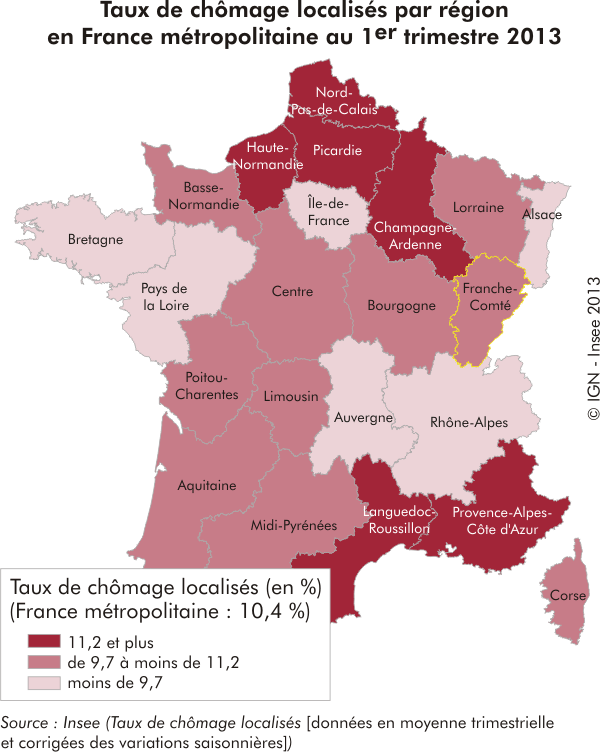 Taux de chômage localisés par région
en France métropolitaine au 1er trimestre 2013
Nord-
Pas-de-Calais
Haute-
Normandie
Picardie
Basse-
Normandie
Île-de-
France
Champagne-
Ardenne
Lorraine
Alsace
Bretagne
Pays de
la Loire
Centre
Bourgogne
Franche-
Comté
Poitou-
Charentes
Limousin
Auvergne
Rhône-Alpes
Aquitaine
Midi-Pyrénées
Languedoc-
Roussillon
Provence-Alpes-
Côte d'Azur
Corse
© IGN - Insee 2013
Taux de chômage localisés (en %)
(France métropolitaine : 10,4 %)
11,2 et plus
de 9,7 à moins de 11,2
moins de 9,7
Source : Insee (Taux de chômage localisés [données en moyenne trimestrielle
et corrigées des variations saisonnières])